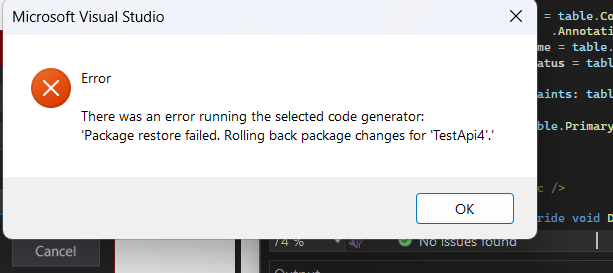 Microsoft Visual Studio
Error
There was an error running the selected code generator:
'Package restore failed. Rolling back package changes for 'TestApi4'.'
OK
= table.Co
.Annotati
me = table.
atus = tabl
aints: tabl
ble.Primary
c />
ride void D
Cancel
74 %
No issues found
Output